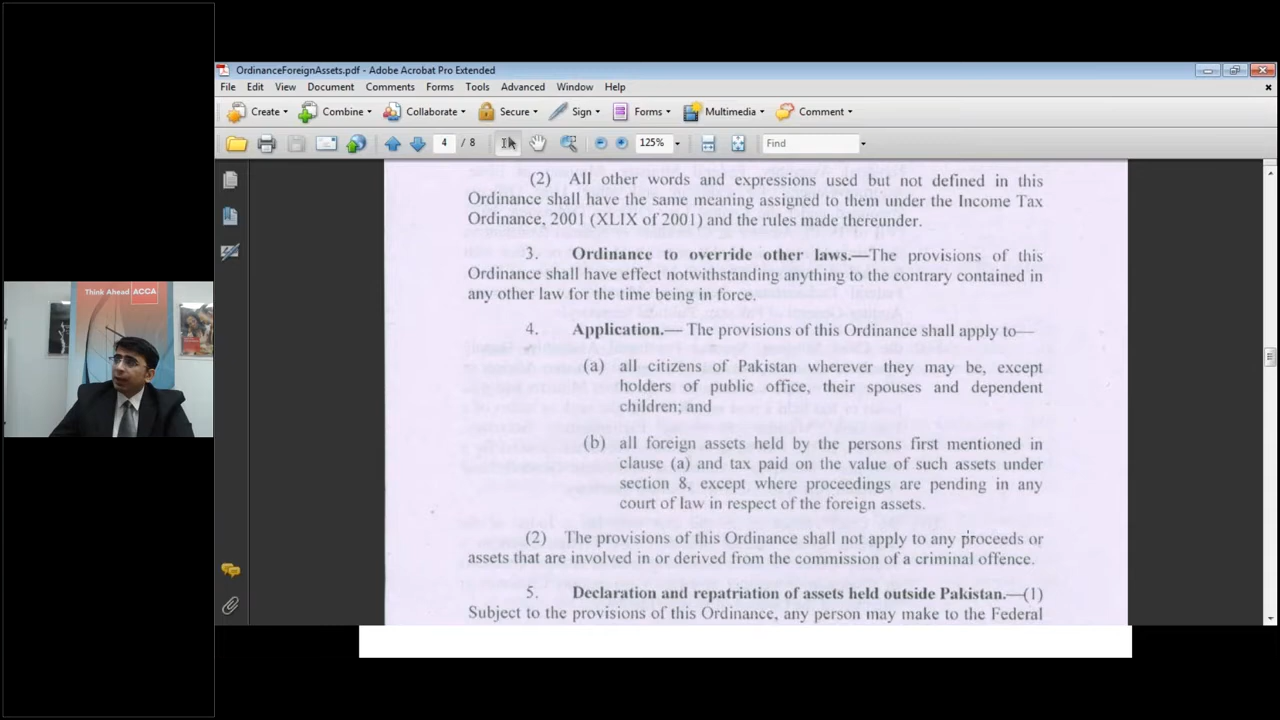 OrdinanceForeignAssets.pdf - Adobe Acrobat Pro Extended
File Edit View Document Comments Forms Tools Advanced Window Help
Create Combine Collaborate Secure Sign Forms Multimedia Comment
4 / 8 125% Find
(2) All other words and expressions used but not defined in this
Ordinance shall have the same meaning assigned to them under the Income Tax
Ordinance, 2001 (XLIX of 2001) and the rules made thereunder.
3. Ordinance to override other laws.—The provisions of this
Ordinance shall have effect notwithstanding anything to the contrary contained in
any other law for the time being in force.
4. Application.— The provisions of this Ordinance shall apply to—
(a) all citizens of Pakistan wherever they may be, except
holders of public office, their spouses and dependent
children; and
(b) all foreign assets held by the persons first mentioned in
clause (a) and tax paid on the value of such assets under
section 8, except where proceedings are pending in any
court of law in respect of the foreign assets.
(2) The provisions of this Ordinance shall not apply to any proceeds or
assets that are involved in or derived from the commission of a criminal offence.
5. Declaration and repatriation of assets held outside Pakistan.—(1)
Subject to the provisions of this Ordinance, any person may make to the Federal
Think Ahead ACCA